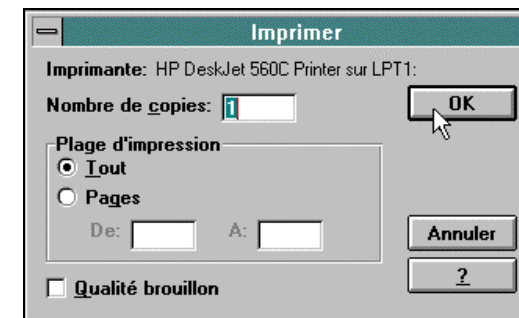 Imprimer
Imprimante: HP DeskJet 560C Printer sur LPT1:
Nombre de copies: 1
OK
Plage d'impression
Tout
Pages
De: A:
Annuler
?
Qualité brouillon